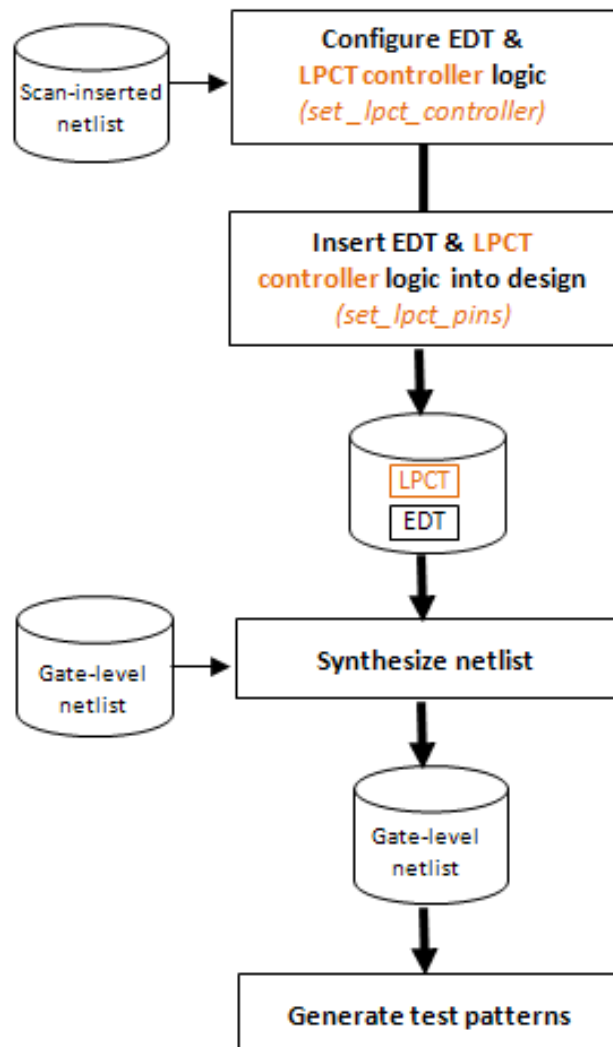 Scan-inserted
netlist
Configure EDT &
LPCT controller logic
(set _lpct_controller)
Insert EDT & LPCT
controller logic into design
(set_lpct_pins)
LPCT
EDT
Gate-level
netlist
Synthesize netlist
Gate-level
netlist
Generate test patterns